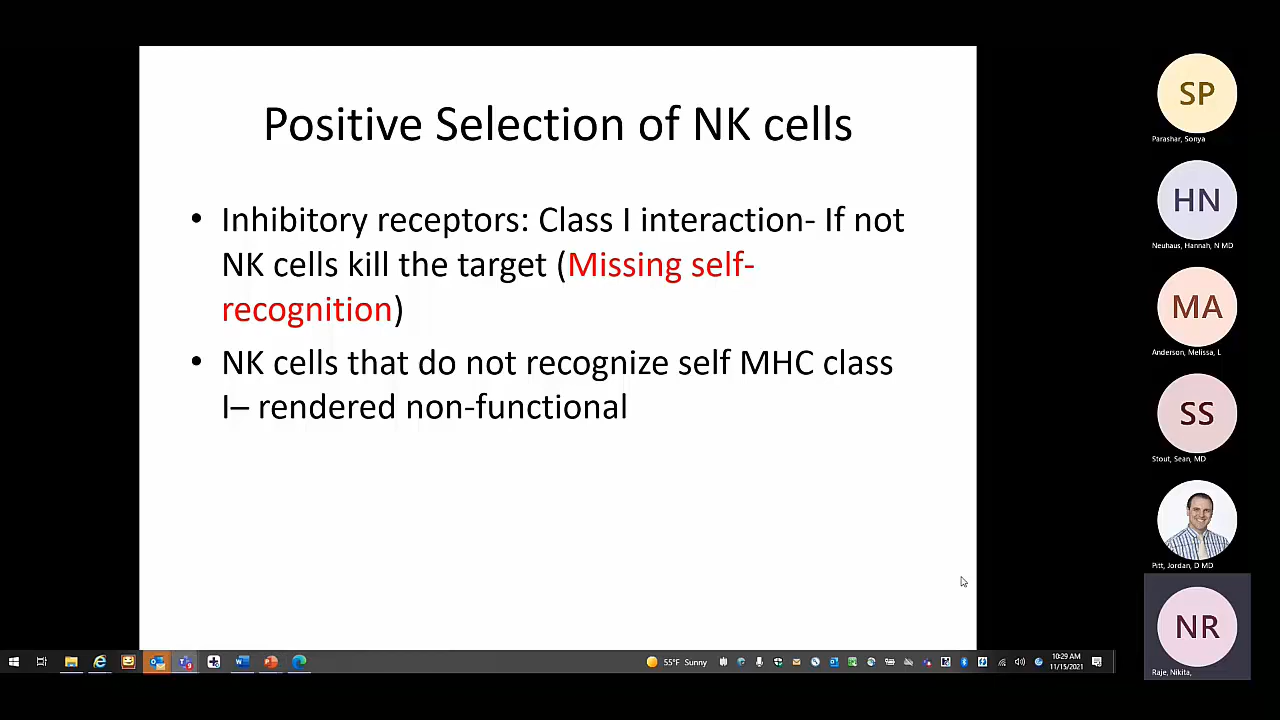 Positive Selection of NK cells
• Inhibitory receptors: Class I interaction- If not
NK cells kill the target (Missing self-
recognition)
• NK cells that do not recognize self MHC class
I– rendered non-functional
SP
Parashar, Sonya
HN
Neuhaus, Hannah, N MD
MA
Anderson, Melissa, L
SS
Stout, Sean, MD
Pitt, Jordan, D MD
NR
Raje, Nikita,
55°F Sunny
10:29 AM
11/15/2021